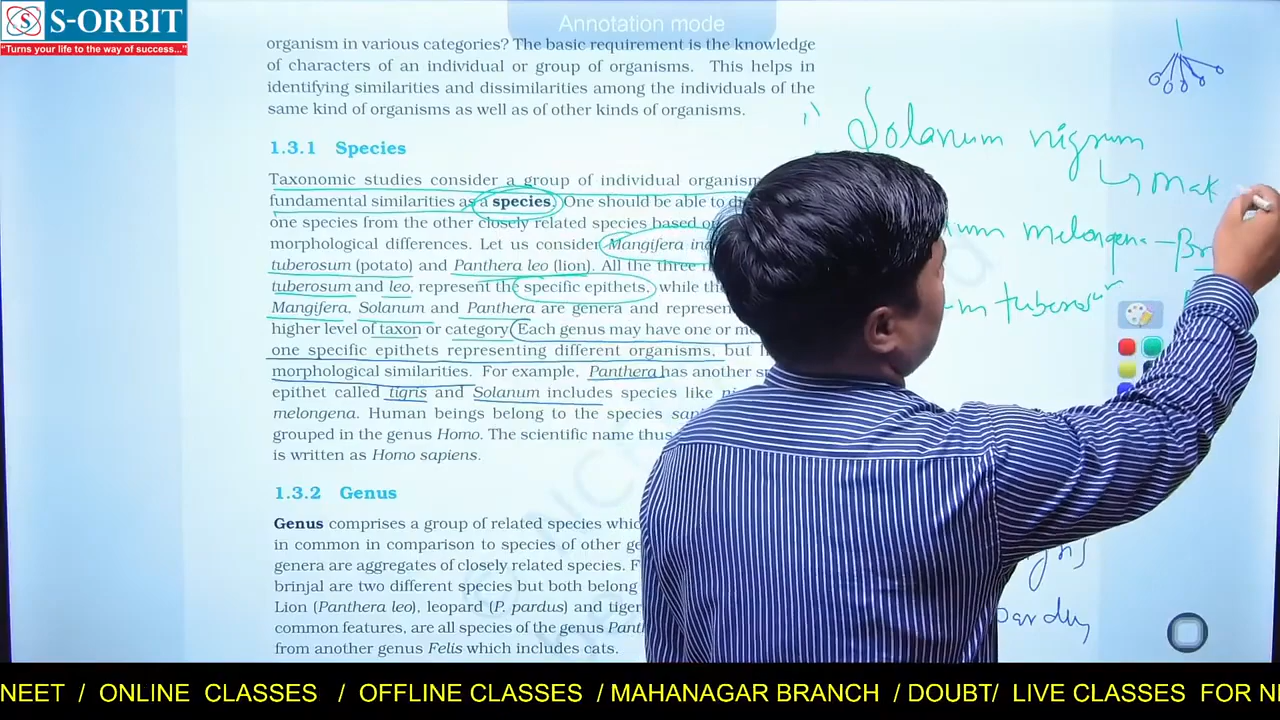 S-ORBIT
"Turns your life to the way of success..."
Annotation mode
organism in various categories? The basic requirement is the knowledge
of characters of an individual or group of organisms. This helps in
identifying similarities and dissimilarities among the individuals of the
same kind of organisms as well as of other kinds of organisms.
1.3.1 Species
Taxonomic studies consider a group of individual organism
fundamental similarities as a species. One should be able to
one species from the other closely related species based
morphological differences. Let us consider Mangifera
tuberosum (potato) and Panthera leo (lion). All the three
tuberosum and leo, represent the specific epithets, while the
Mangifera, Solanum and Panthera are genera and
higher level of taxon or category. Each genus may have one or
one specific epithets representing different organisms, but
morphological similarities. For example, Panthera has another
epithet called tigris and Solanum includes species like
melongena. Human beings belong to the species
grouped in the genus Homo. The scientific name thus
is written as Homo sapiens.
1.3.2 Genus
Genus comprises a group of related species
in common in comparison to species of other
genera are aggregates of closely related species.
brinjal are two different species but both belong
Lion (Panthera leo), leopard (P. pardus) and tiger
common features, are all species of the genus
from another genus Felis which includes cats.
Solanum nigrum
Mak
melongena -
tuberosum
NEET / ONLINE CLASSES / OFFLINE CLASSES / MAHANAGAR BRANCH / DOUBT/ LIVE CLASSES FOR